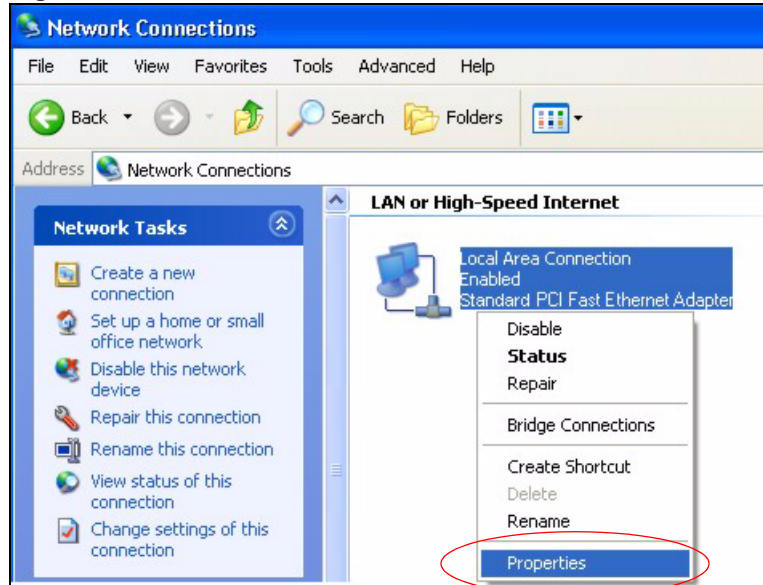 Network Connections
File Edit View Favorites Tools Advanced Help
Back Search Folders
Address Network Connections
Network Tasks
Create a new
connection
Set up a home or small
office network
Disable this network
device
Repair this connection
Rename this connection
View status of this
connection
Change settings of this
connection
LAN or High-Speed Internet
Local Area Connection
Enabled
Standard PCI Fast Ethernet Adapter
Disable
Status
Repair
Bridge Connections
Create Shortcut
Delete
Rename
Properties